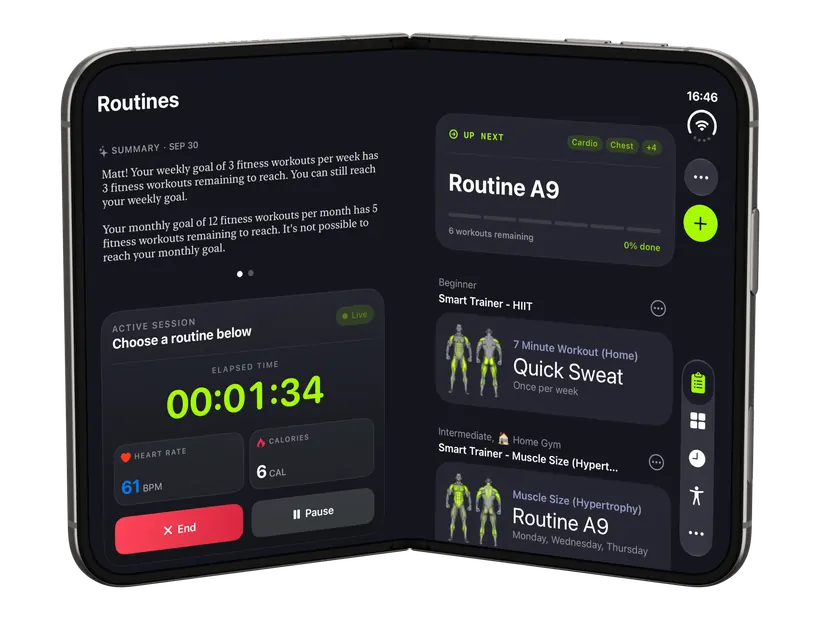 Routines
SUMMARY · SEP 30
Matt! Your weekly goal of 3 fitness workouts per week has
3 fitness workouts remaining to reach. You can still reach
your weekly goal.
Your monthly goal of 12 fitness workouts per month has 5
fitness workouts remaining to reach. It's not possible to
reach your monthly goal.
ACTIVE SESSION
Choose a routine below
Live
ELAPSED TIME
00:01:34
HEART RATE
61 BPM
CALORIES
6 CAL
End
Pause
16:46
UP NEXT
Cardio
Chest
+4
Routine A9
6 workouts remaining
0% done
Beginner
Smart Trainer - HIIT
7 Minute Workout (Home)
Quick Sweat
Once per week
Intermediate, 🏠 Home Gym
Smart Trainer - Muscle Size (Hypert...
Muscle Size (Hypertrophy)
Routine A9
Monday, Wednesday, Thursday